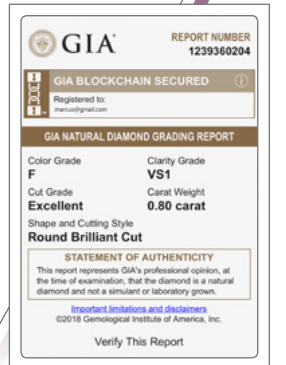 GIA
REPORT NUMBER
1239360204
GIA BLOCKCHAIN SECURED
Registered to:
marcus@gmail.com
GIA NATURAL DIAMOND GRADING REPORT
Color Grade
F
Clarity Grade
VS1
Cut Grade
Excellent
Carat Weight
0.80 carat
Shape and Cutting Style
Round Brilliant Cut
STATEMENT OF AUTHENTICITY
This report represents GIA's professional opinion, at
the time of examination, that the diamond is a natural
diamond and not a simulant or laboratory grown.
Important limitations and disclaimers
©2018 Gemological Institute of America, Inc.
Verify This Report